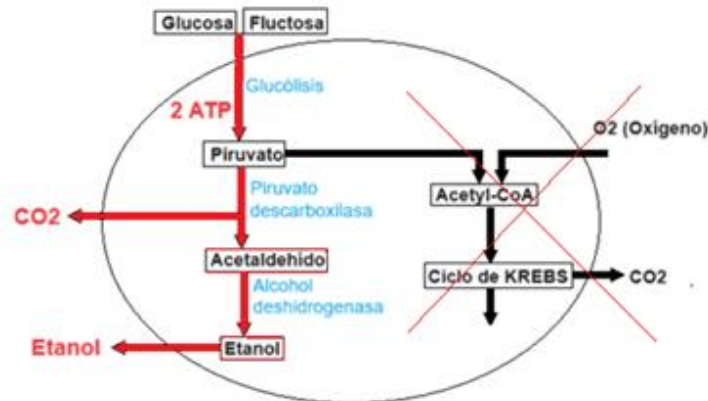 Glucosa Fluctosa
Glucólisis
2 ATP
O2 (Oxígeno)
Piruvato
Piruvato
descarboxilasa
Acetyl-CoA
CO2
Acetaldehido
Ciclo de KREBS
CO2
Alcohol
deshidrogenasa
Etanol
Etanol